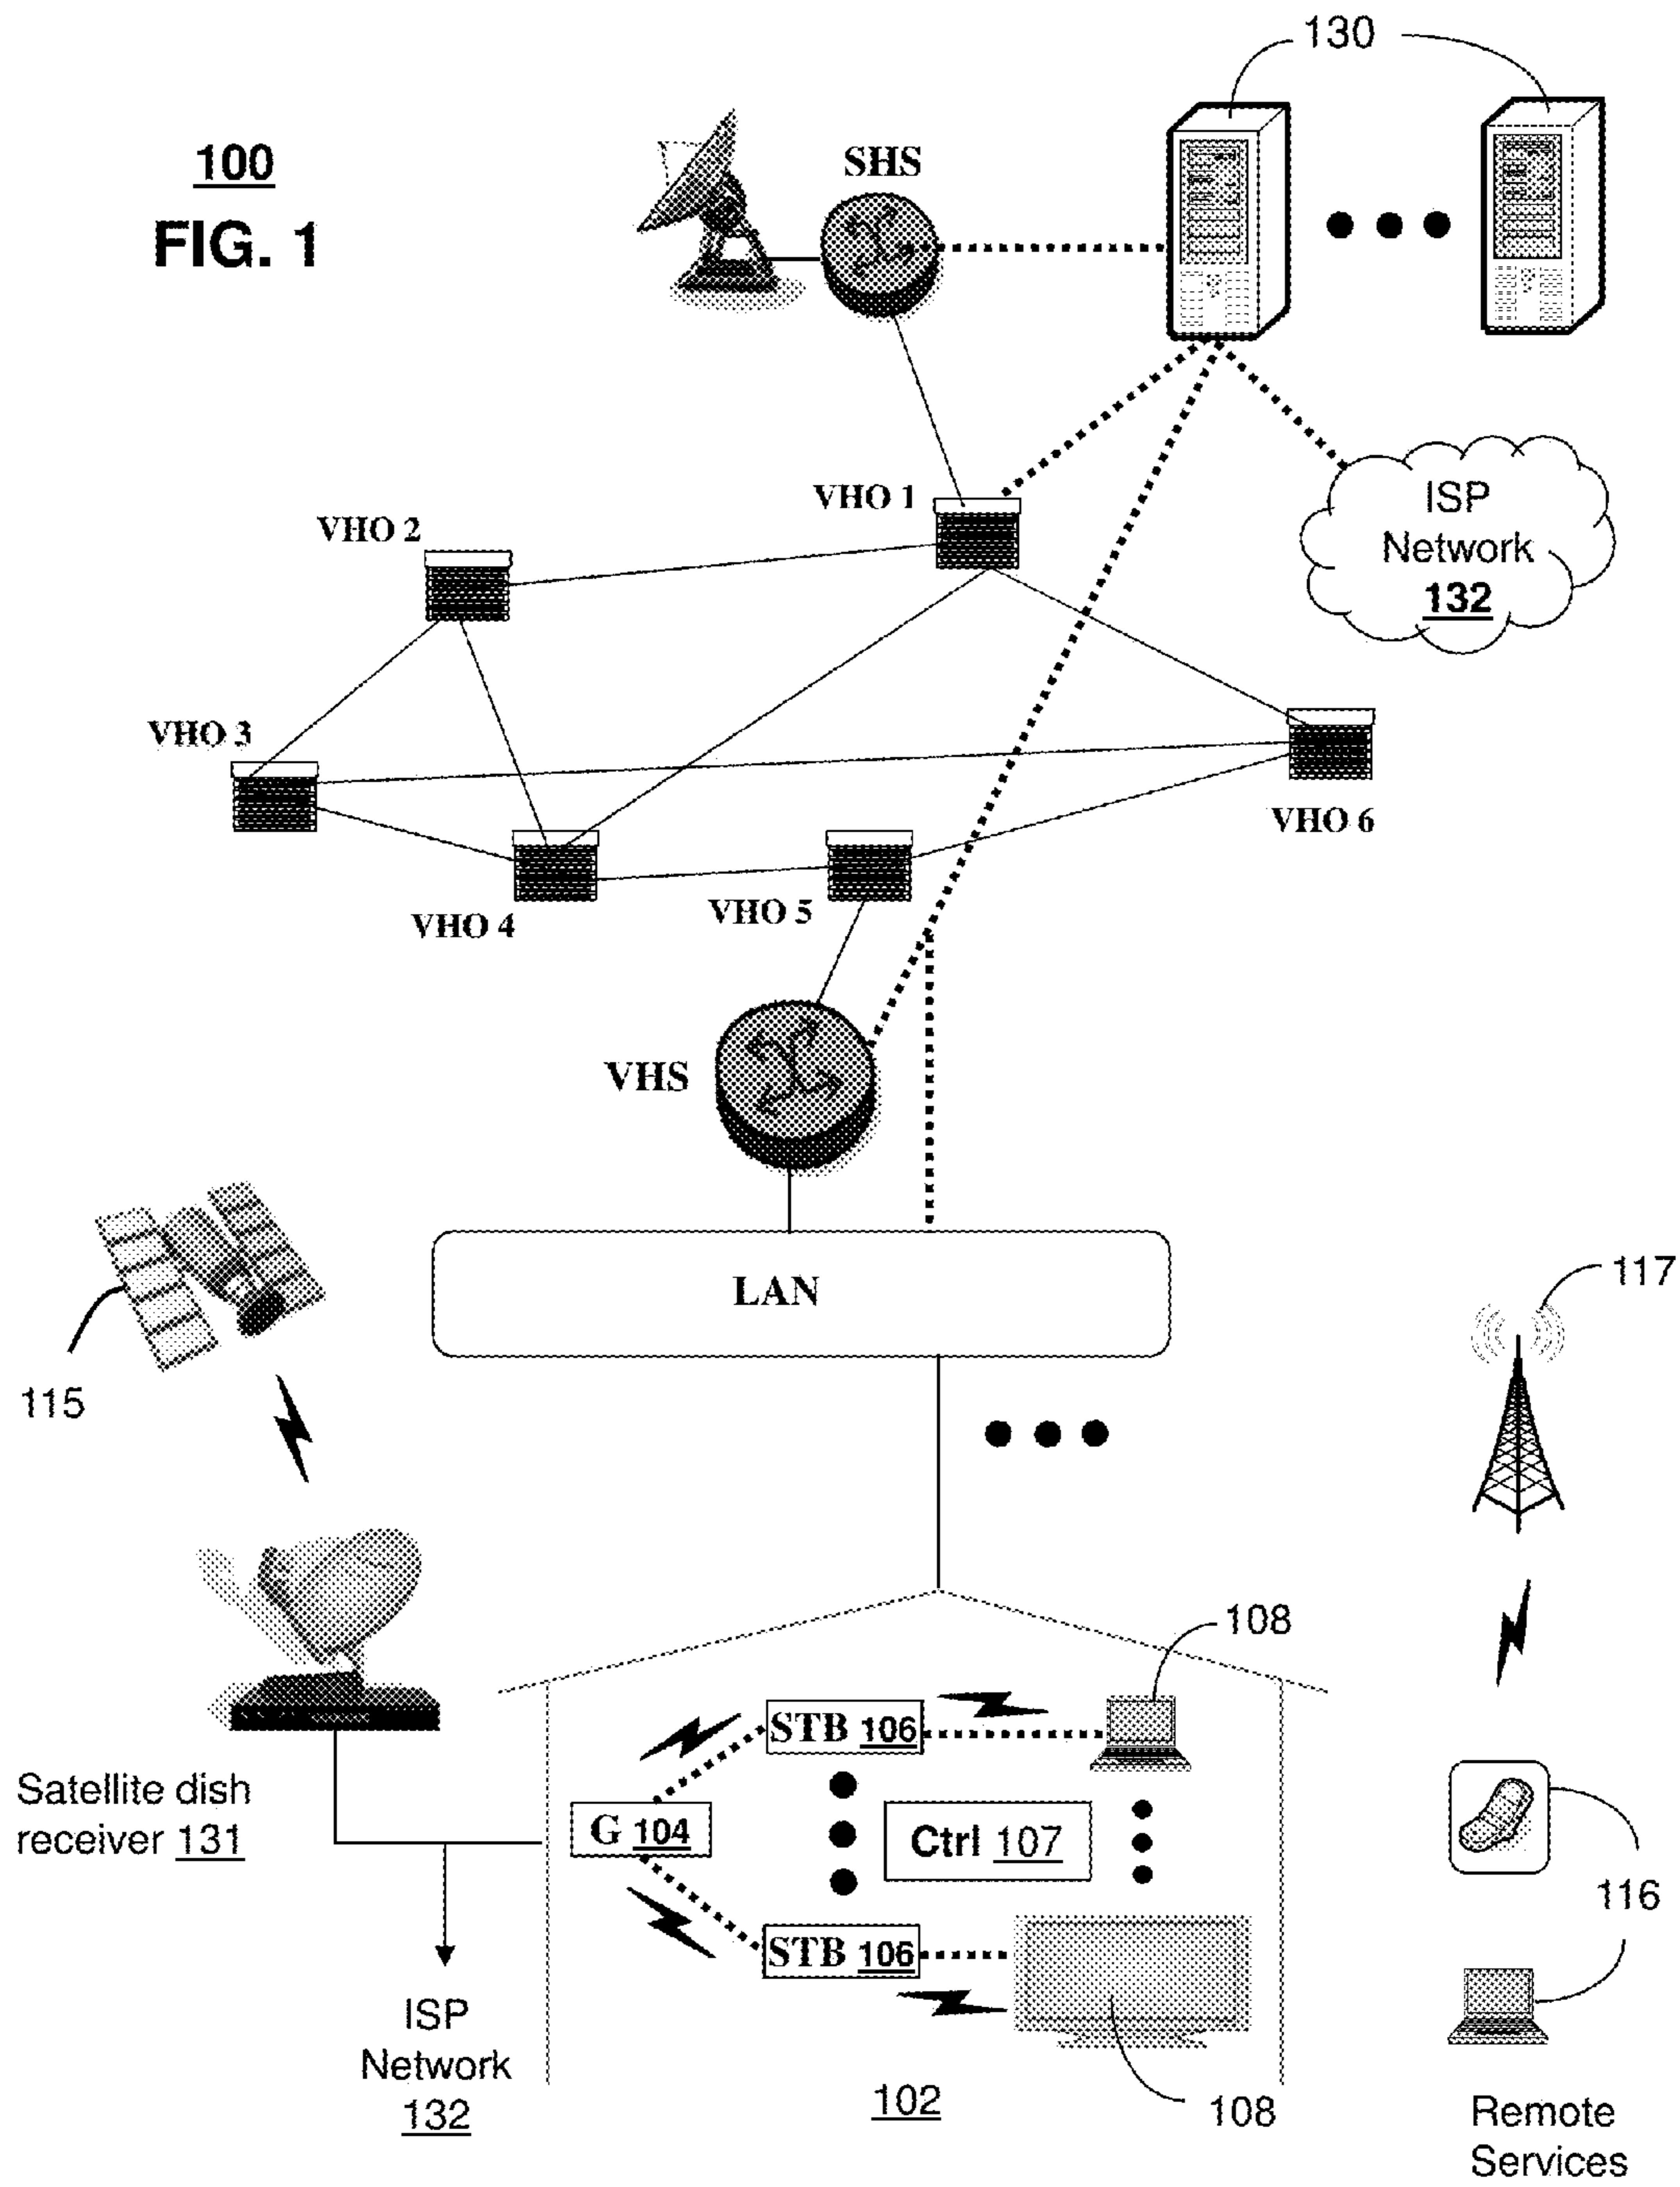 130
100
FIG. 1
SHS
ISP
Network
132
VHO 1
VHO 2
VHO 3
VHO 6
VHO 4
VHO 5
VHS
LAN
117
115
108
STB 106
Satellite dish
receiver 131
G 104
Ctrl 107
116
STB 106
ISP
Network
132
102
108
Remote
Services